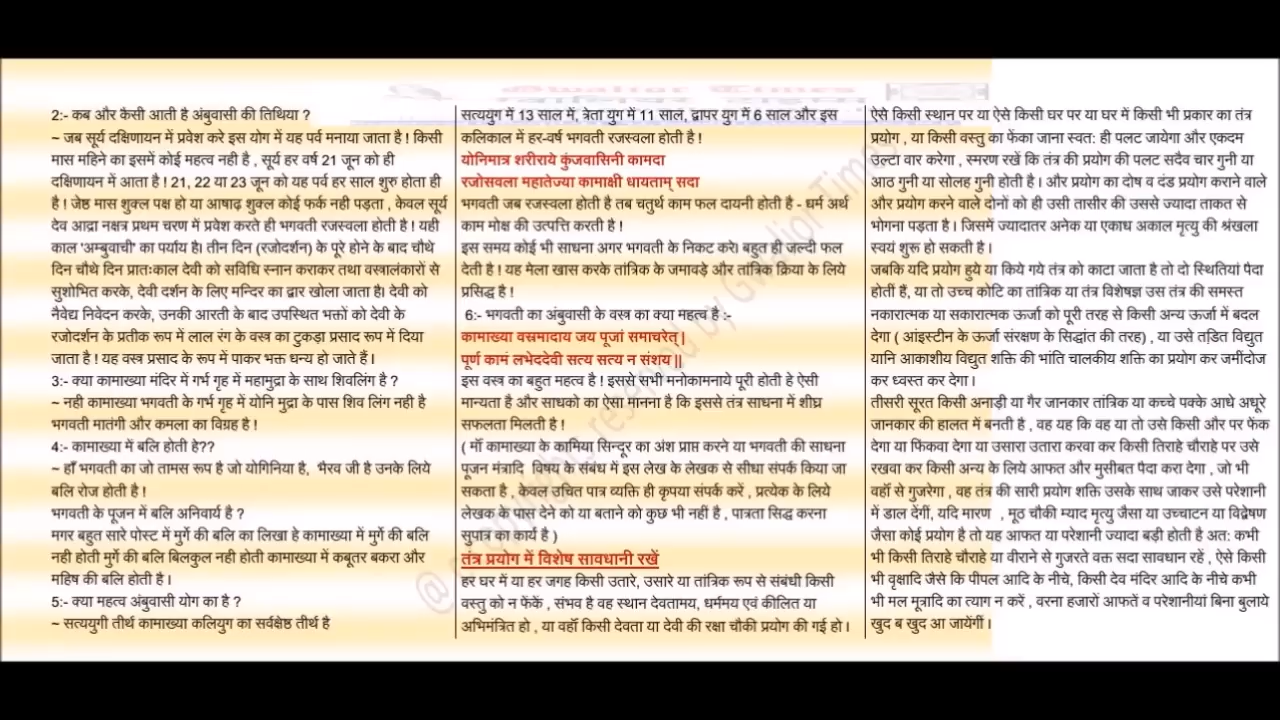 2:- कब और कैसी आती है अंबुवासी की तिथिया ?
~ जब सूर्य दक्षिणायन में प्रवेश करे इस योग में यह पर्व मनाया जाता है ! किसी
मास महिने का इसमें कोई महत्व नही है , सूर्य हर वर्ष 21 जून को ही
दक्षिणायन में आता है ! 21, 22 या 23 जून को यह पर्व हर साल शुरु होता ही
है ! जेष्ठ मास शुक्ल पक्ष हो या आषाढ़ शुक्ल कोई फर्क नही पड़ता , केवल सूर्य
देव आद्रा नक्षत्र प्रथम चरण में प्रवेश करते ही भगवती रजस्वला होती है ! यही
काल 'अम्बुवाची' का पर्याय है। तीन दिन (रजोदर्शन) के पूरे होने के बाद चौथे
दिन चौथे दिन प्रातःकाल देवी को सविधि स्नान कराकर तथा वस्त्रालंकारों से
सुशोभित करके, देवी दर्शन के लिए मन्दिर का द्वार खोला जाता है। देवी को
नैवेद्य निवेदन करके, उनकी आरती के बाद उपस्थित भक्तों को देवी के
रजोदर्शन के प्रतीक रूप में लाल रंग के वस्त्र का टुकड़ा प्रसाद रूप में दिया
जाता है ! यह वस्त्र प्रसाद के रूप में पाकर भक्त धन्य हो जाते हैं ।
3:- क्या कामाख्या मंदिर में गर्भ गृह में महामुद्रा के साथ शिवलिंग है ?
~ नही कामाख्या भगवती के गर्भ गृह में योनि मुद्रा के पास शिव लिंग नही है
भगवती मातंगी और कमला का विग्रह है !
4:- कामाख्या में बलि होती हे??
~ हाँ भगवती का जो तामस रूप है जो योगिनिया है, भैरव जी है उनके लिये
बलि रोज होती है !
भगवती के पूजन में बलि अनिवार्य है ?
मगर बहुत सारे पोस्ट में मुर्गे की बलि का लिखा हे कामाख्या में मुर्गे की बलि
नही होती मुर्गे की बलि बिलकुल नही होती कामाख्या में कबूतर बकरा और
महिष की बलि होती है ।
5:- क्या महत्व अंबुवासी योग का है ?
~ सत्ययुगी तीर्थ कामाख्या कलियुग का सर्वक्षेष्ठ तीर्थ है
सत्ययुग में 13 साल में, त्रेता युग में 11 साल, द्वापर युग में 6 साल और इस
कलिकाल में हर-वर्ष भगवती रजस्वला होती है !
योनिमात्र शरीराये कुंजवासिनी कामदा
रजोसवला महातेज्या कामाक्षी धायताम् सदा
भगवती जब रजस्वला होती है तब चतुर्थ काम फल दायनी होती है - धर्म अर्थ
काम मोक्ष की उत्पत्ति करती है !
इस समय कोई भी साधना अगर भगवती के निकट करे। बहुत ही जल्दी फल
देती है ! यह मेला खास करके तांत्रिक के जमावड़े और तांत्रिक क्रिया के लिये
प्रसिद्ध है !
6:- भगवती का अंबुवासी के वस्त्र का क्या महत्व है :-
कामाख्या वस्रमादाय जय पूजां समाचरेत् |
पूर्ण कामं लभेददेवी सत्य सत्य न संशय ||
इस वस्त्र का बहुत महत्व है ! इससे सभी मनोकामनाये पूरी होती हे ऐसी
मान्यता है और साधको का ऐसा मानना है कि इससे तंत्र साधना में शीघ्र
सफलता मिलती है !
( मॉं कामाख्या के कामिया सिन्दूर का अंश प्राप्त करने या भगवती की साधना
पूजन मंत्रादि विषय के संबंध में इस लेख के लेखक से सीधा संपर्क किया जा
सकता है , केवल उचित पात्र व्यक्ति ही कृपया संपर्क करें , प्रत्येक के लिये
लेखक के पास देने को या बताने को कुछ भी नहीं है , पात्रता सिद्ध करना
सुपात्र का कार्य है )
तंत्र प्रयोग में विशेष सावधानी रखें
हर घर में या हर जगह किसी उतारे, उसारे या तांत्रिक रूप से संबंधी किसी
वस्तु को न फेंकें , संभव है वह स्थान देवतामय, धर्ममय एवं कीलित या
अभिमंत्रित हो , या वहॉं किसी देवता या देवी की रक्षा चौकी प्रयोग की गई हो ।
ऐसे किसी स्थान पर या ऐसे किसी घर पर या घर में किसी भी प्रकार का तंत्र
प्रयोग , या किसी वस्तु का फेंका जाना स्वत: ही पलट जायेगा और एकदम
उल्टा वार करेगा , स्मरण रखें कि तंत्र की प्रयोग की पलट सदैव चार गुनी या
आठ गुनी या सोलह गुनी होती है । और प्रयोग का दोष व दंड प्रयोग कराने वाले
और प्रयोग करने वाले दोनों को ही उसी तासीर की उससे ज्यादा ताकत से
भोगना पड़ता है । जिसमें ज्यादातर अनेक या एकाध अकाल मृत्यु की श्रंखला
स्वयं शुरू हो सकती है ।
जबकि यदि प्रयोग हुये या किये गये तंत्र को काटा जाता है तो दो स्थितियां पैदा
होतीं हैं, या तो उच्च कोटि का तांत्रिक या तंत्र विशेषज्ञ उस तंत्र की समस्त
नकारात्मक या सकारात्मक ऊर्जा को पूरी तरह से किसी अन्य ऊर्जा में बदल
देगा ( आंइस्टीन के ऊर्जा संरक्षण के सिद्धांत की तरह) , या उसे तडि़त विद्युत
यानि आकाशीय विद्युत शक्ति की भांति चालकीय शक्ति का प्रयोग कर जमींदोज
कर ध्वस्त कर देगा ।
तीसरी सूरत किसी अनाड़ी या गैर जानकार तांत्रिक या कच्चे पक्के आधे अधूरे
जानकार की हालत में बनती है , वह यह कि वह या तो उसे किसी और पर फेंक
देगा या फिंकवा देगा या उसारा उतारा करवा कर किसी तिराहे चौराहे पर उसे
रखवा कर किसी अन्य के लिये आफत और मुसीबत पैदा करा देगा , जो भी
वहॉं से गुजरेगा , वह तंत्र की सारी प्रयोग शक्ति उसके साथ जाकर उसे परेशानी
में डाल देगीं, यदि मारण , मूठ चौकी म्याद मृत्यु जैसा या उच्चाटन या विद्वेषण
जैसा कोई प्रयोग है तो यह आफत या परेशानी ज्यादा बड़ी होती है अत: कभी
भी किसी तिराहे चौराहे या वीराने से गुजरते वक्त सदा सावधान रहें , ऐसे किसी
भी वृक्षादि जैसे कि पीपल आदि के नीचे, किसी देव मंदिर आदि के नीचे कभी
भी मल मूत्रादि का त्याग न करें , वरना हजारों आफतें व परेशानीयां बिना बुलाये
खुद ब खुद आ जायेंगीं ।